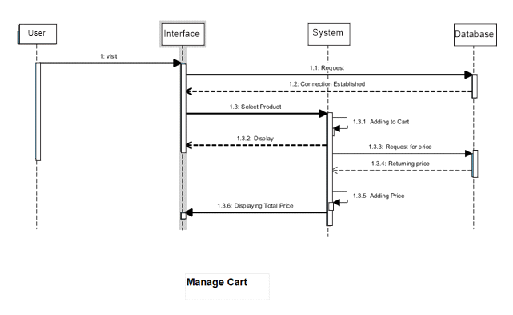 User
Interface
System
Database
1: Visit
1.1: Request
1.2: Connection Established
1.3: Select Product
1.3.1: Adding to Cart
1.3.2: Display
1.3.3: Request for price
1.3.4: Returning price
1.3.5: Adding Price
1.3.6: Displaying Total Price
Manage Cart